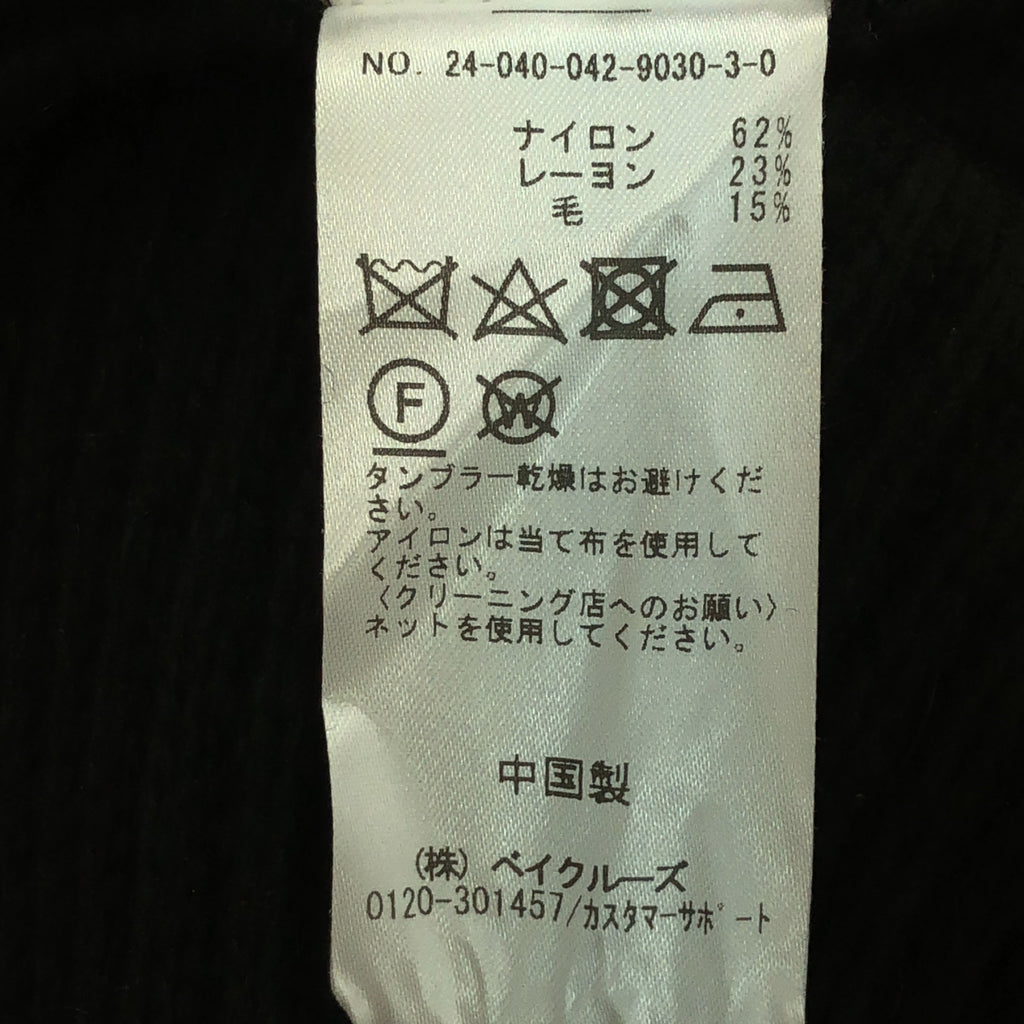 NO. 24-040-042-9030-3-0
ナイロン 62%
レーヨン 23%
毛 15%
F W
タンブラー乾燥はお避けくだ
さい。
アイロンは当て布を使用して
ください。
〈クリーニング店へのお願い〉
ネットを使用してください。
中国製
(株) ベイクルーズ
0120-301457/カスタマーサポート